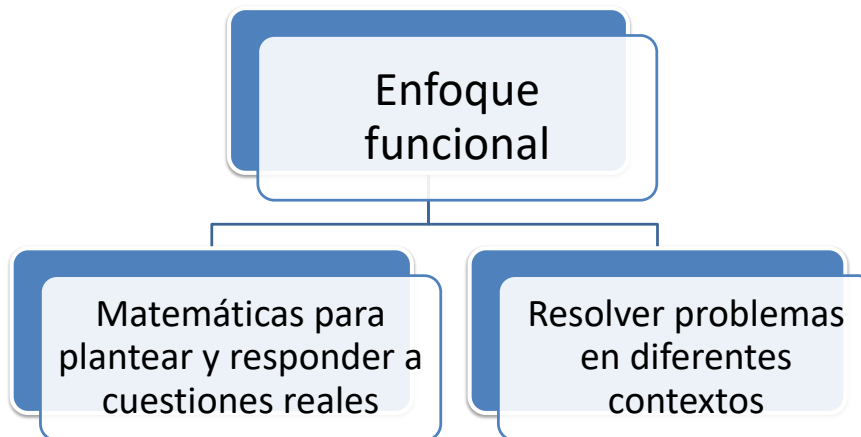 Enfoque
funcional
Matemáticas para
plantear y responder a
cuestiones reales
Resolver problemas
en diferentes
contextos